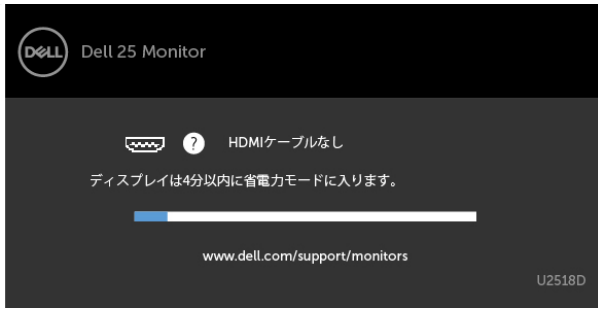 DELL
Dell 25 Monitor
? HDMIケーブルなし
ディスプレイは4分以内に省電力モードに入ります。
www.dell.com/support/monitors
U2518D